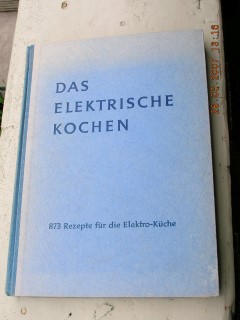 DAS
ELEKTRISCHE
KOCHEN
873 Rezepte für die Elektro-Küche